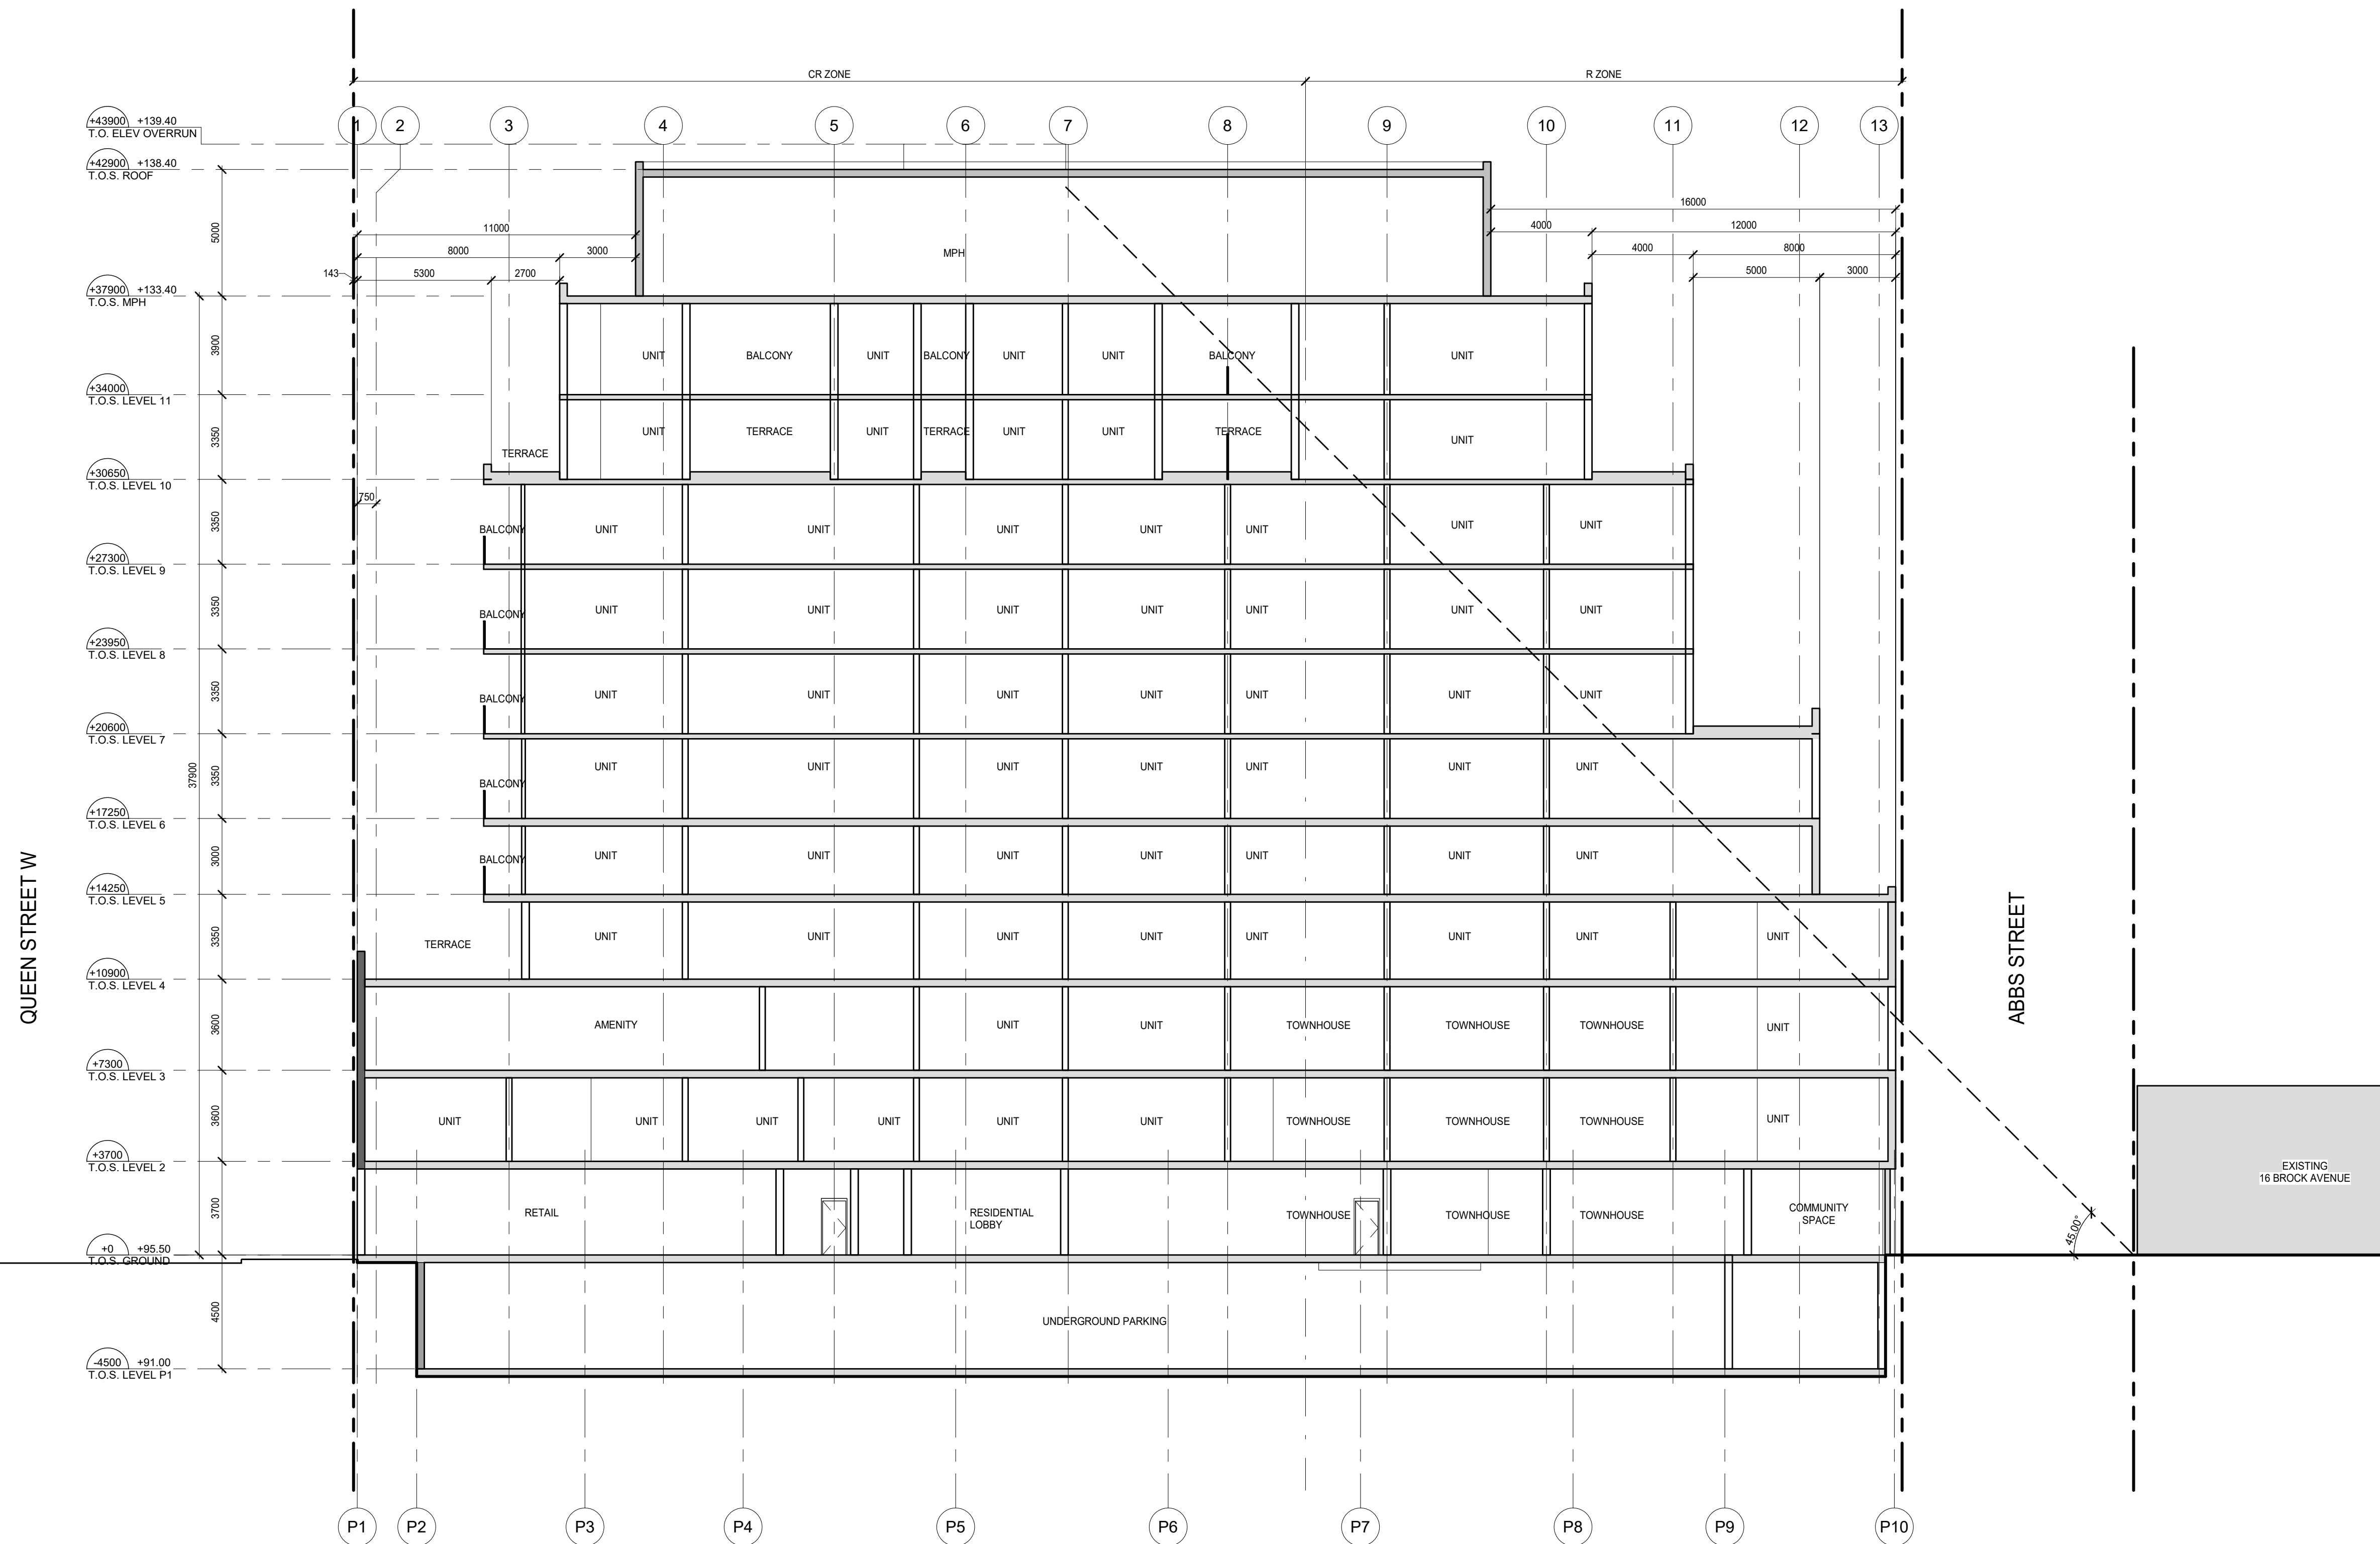 CR ZONE
R ZONE
1
2
3
4
5
6
7
8
9
10
11
12
13
+43900 +139.40
T.O. ELEV OVERRUN
+42900 +138.40
T.O.S. ROOF
5000
16000
11000
4000
12000
8000
3000
4000
8000
143
5300
2700
5000
3000
MPH
+37900 +133.40
T.O.S. MPH
3900
UNIT
BALCONY
UNIT
BALCONY
UNIT
UNIT
BALCONY
UNIT
+34000
T.O.S. LEVEL 11
3350
TERRACE
UNIT
TERRACE
UNIT
TERRACE
UNIT
UNIT
TERRACE
UNIT
+30650
T.O.S. LEVEL 10
750
3350
BALCONY
UNIT
UNIT
UNIT
UNIT
UNIT
UNIT
UNIT
+27300
T.O.S. LEVEL 9
3350
BALCONY
UNIT
UNIT
UNIT
UNIT
UNIT
UNIT
UNIT
+23950
T.O.S. LEVEL 8
3350
BALCONY
UNIT
UNIT
UNIT
UNIT
UNIT
UNIT
UNIT
+20600
T.O.S. LEVEL 7
37900
3350
BALCONY
UNIT
UNIT
UNIT
UNIT
UNIT
UNIT
UNIT
+17250
T.O.S. LEVEL 6
3000
BALCONY
UNIT
UNIT
UNIT
UNIT
UNIT
UNIT
UNIT
+14250
T.O.S. LEVEL 5
QUEEN STREET W
3350
TERRACE
UNIT
UNIT
UNIT
UNIT
UNIT
UNIT
UNIT
UNIT
ABBS STREET
+10900
T.O.S. LEVEL 4
3600
AMENITY
UNIT
UNIT
TOWNHOUSE
TOWNHOUSE
TOWNHOUSE
UNIT
+7300
T.O.S. LEVEL 3
3600
UNIT
UNIT
UNIT
UNIT
UNIT
UNIT
TOWNHOUSE
TOWNHOUSE
TOWNHOUSE
UNIT
+3700
T.O.S. LEVEL 2
EXISTING
16 BROCK AVENUE
3700
RETAIL
RESIDENTIAL
LOBBY
TOWNHOUSE
TOWNHOUSE
TOWNHOUSE
COMMUNITY
SPACE
45.00°
+0 +95.50
T.O.S. GROUND
4500
UNDERGROUND PARKING
-4500 +91.00
T.O.S. LEVEL P1
P1
P2
P3
P4
P5
P6
P7
P8
P9
P10